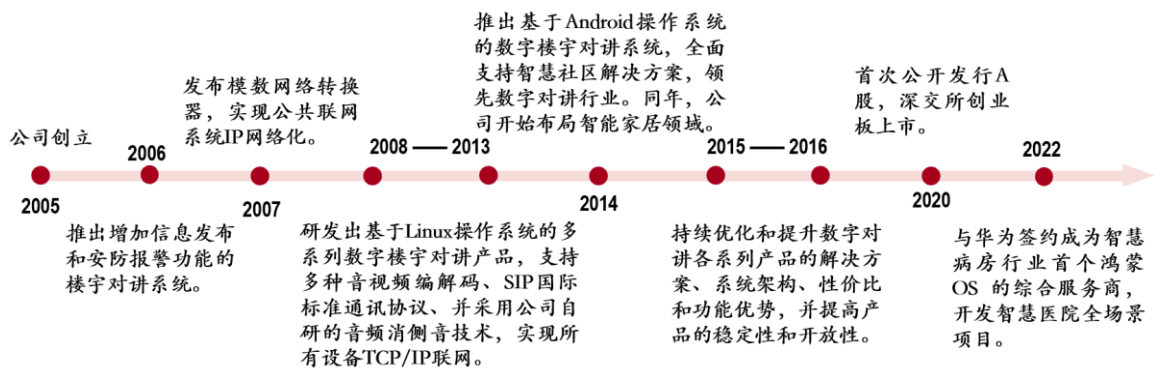 公司创立
2005
2006
推出增加信息发布
和安防报警功能的
楼宇对讲系统。
发布模数网络转换
器，实现公共联网
系统IP网络化。
2007
2008 — 2013
研发出基于Linux操作系统的多
系列数字楼宇对讲产品，支持
多种音视频编解码、SIP国际
标准通讯协议、并采用公司自
研的音频消侧音技术，实现所
有设备TCP/IP联网。
推出基于Android操作系统
的数字楼宇对讲系统，全面
支持智慧社区解决方案，领
先数字对讲行业。同年，公
司开始布局智能家居领域。
2014
2015 — 2016
持续优化和提升数字对
讲各系列产品的解决方
案、系统架构、性价比
和功能优势，并提高产
品的稳定性和开放性。
首次公开发行A
股，深交所创业
板上市。
2020
2022
与华为签约成为智慧
病房行业首个鸿蒙
OS 的综合服务商，
开发智慧医院全场景
项目。